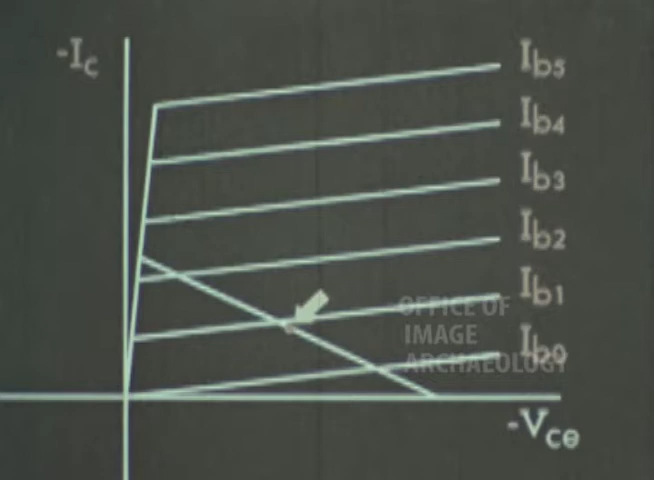 -Ic
Ib5
Ib4
Ib3
Ib2
Ib1
OFFICE OF
IMAGE
Ib0
ARCHAEOLOGY
-Vce